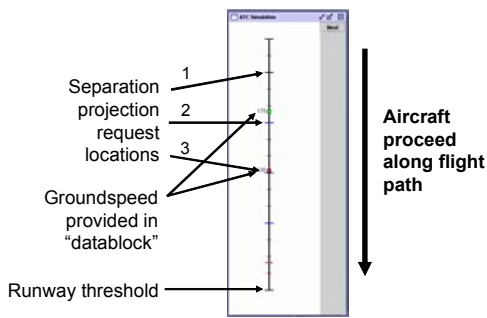 ATC Simulation
Next
1
Separation
projection
request
locations
2
3
Groundspeed
provided in
“datablock”
Runway threshold
170
Aircraft
proceed
along flight
path